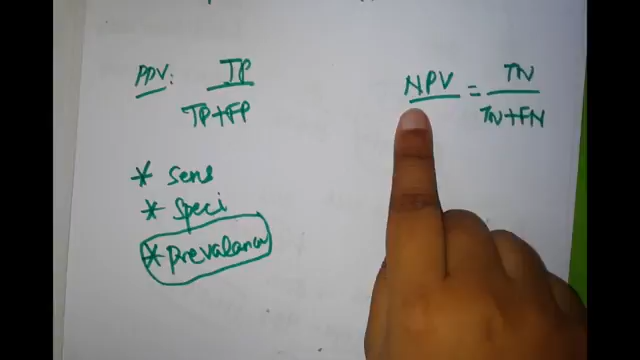 PPV: TP
TP+FP
NPV = TN
TN+FN
* Sens
* Speci
* Prevalance